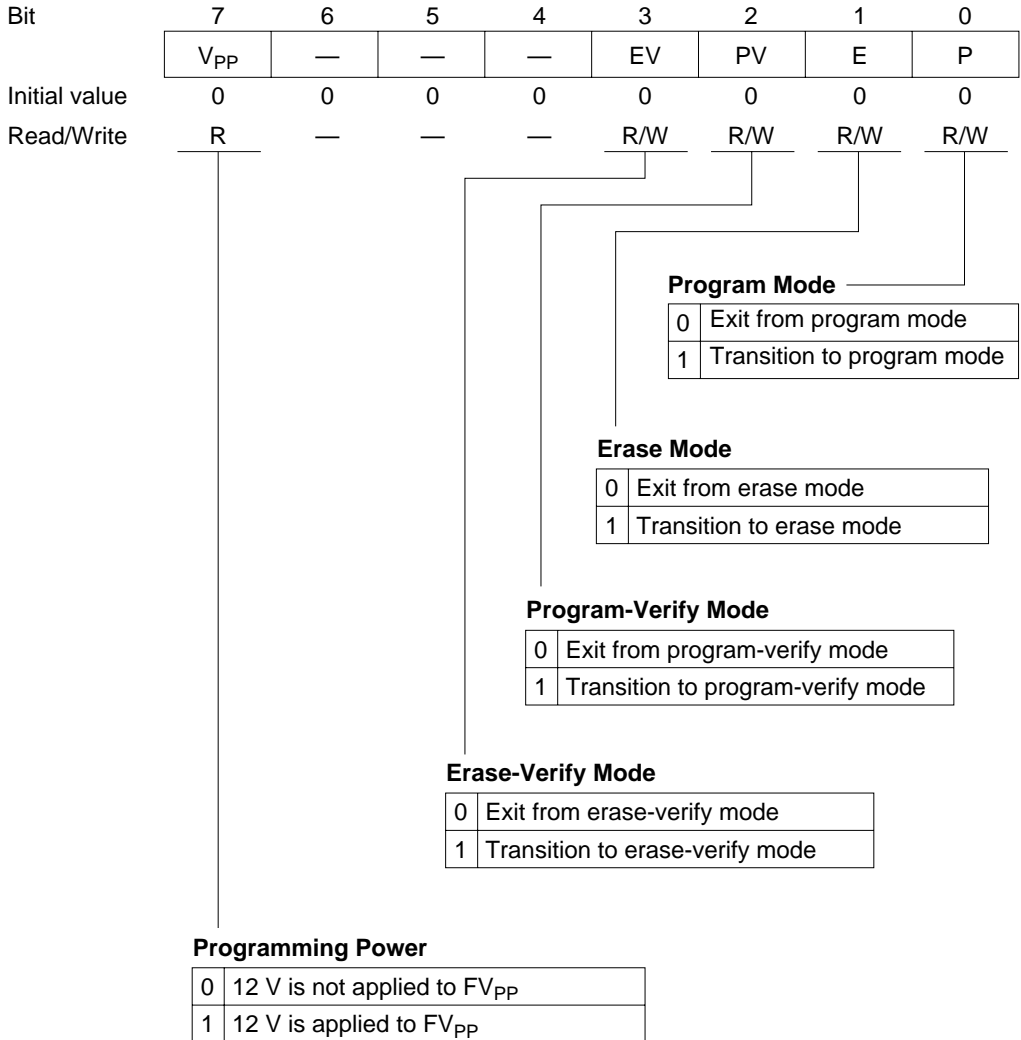 Bit 7 6 5 4 3 2 1 0
VPP — — — EV PV E P
Initial value 0 0 0 0 0 0 0 0
Read/Write R — — — R/W R/W R/W R/W
Program Mode
0 Exit from program mode
1 Transition to program mode
Erase Mode
0 Exit from erase mode
1 Transition to erase mode
Program-Verify Mode
0 Exit from program-verify mode
1 Transition to program-verify mode
Erase-Verify Mode
0 Exit from erase-verify mode
1 Transition to erase-verify mode
Programming Power
0 12 V is not applied to FVPP
1 12 V is applied to FVPP